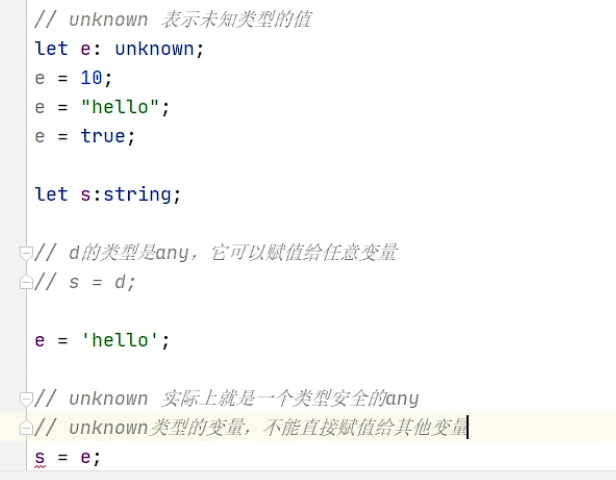 // unknown 表示未知类型的值
let e: unknown;
e = 10;
e = "hello";
e = true;
let s:string;
// d的类型是any，它可以赋值给任意变量
// s = d;
e = 'hello';
// unknown 实际上就是一个类型安全的any
// unknown类型的变量，不能直接赋值给其他变量
s = e;